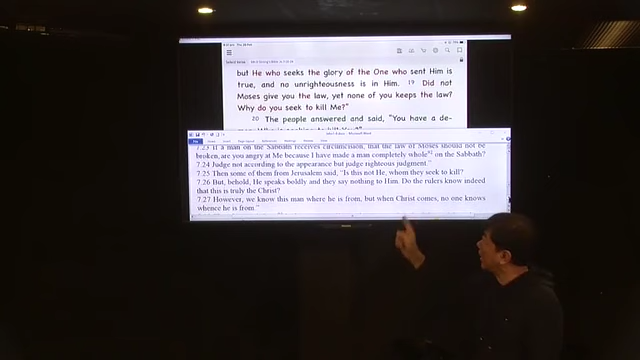 but He who seeks the glory of the One who sent Him is
true, and no unrighteousness is in Him. 19 Did not
Moses give you the law, yet none of you keeps the law?
Why do you seek to kill Me?"
20 The people answered and said, "You have a de-
7.23 If a man on the Sabbath receives circumcision, that the law of Moses should not be
broken, are you angry at Me because I have made a man completely whole on the Sabbath?
7.24 Judge not according to the appearance but judge righteous judgment."
7.25 Then some of them from Jerusalem said, "Is this not He, whom they seek to kill?
7.26 But, behold, He speaks boldly and they say nothing to Him. Do the rulers know indeed
that this is truly the Christ?
7.27 However, we know this man where he is from, but when Christ comes, no one knows
whence he is from."